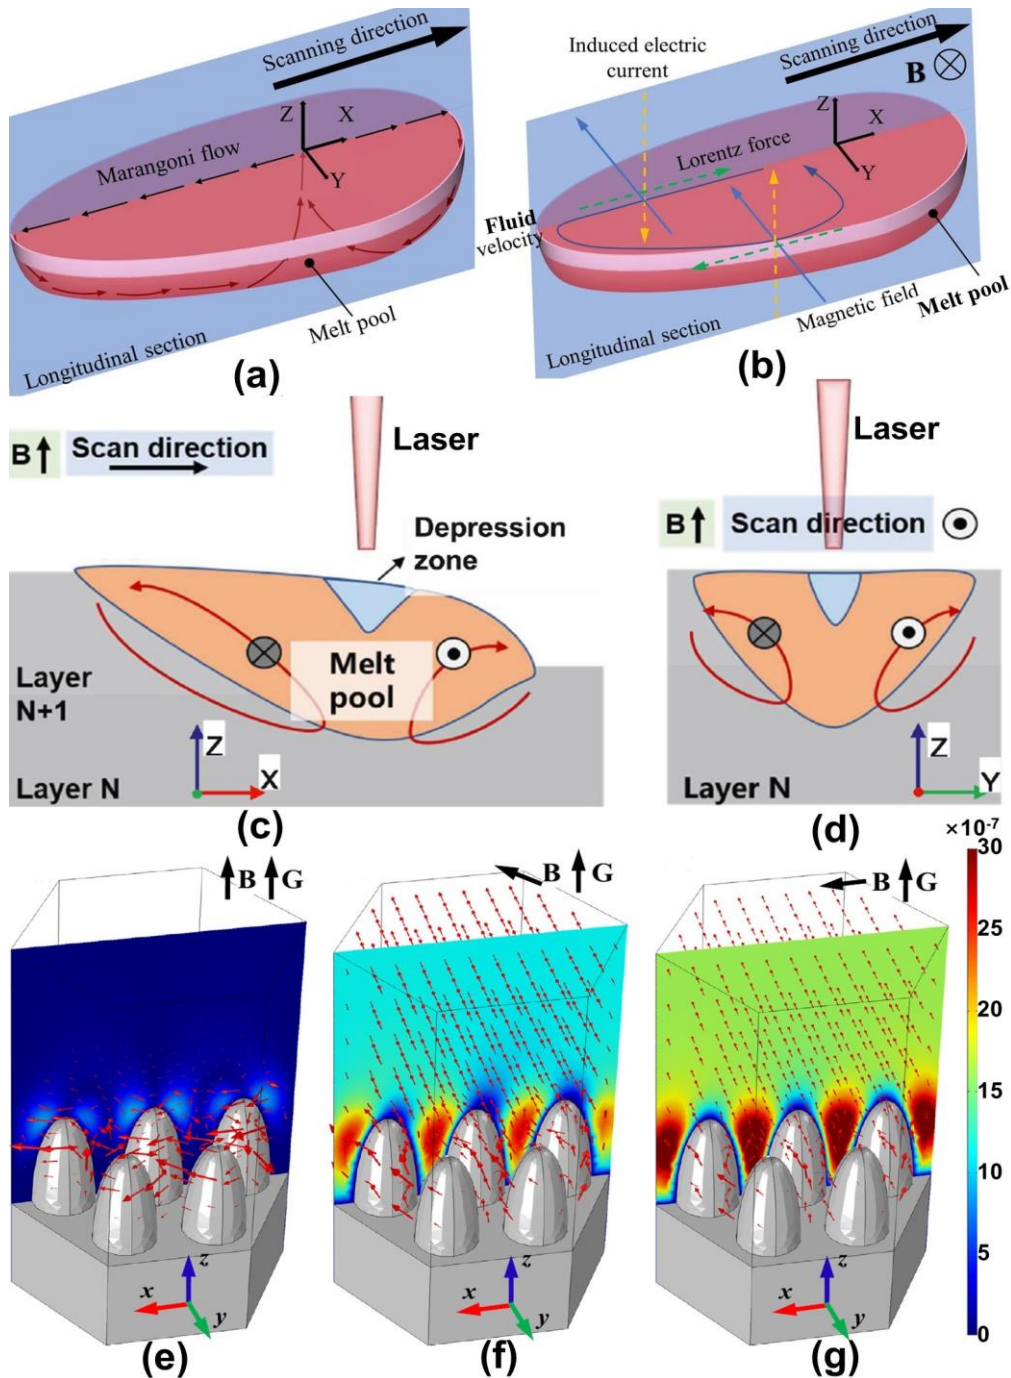 Scanning direction
Z
X
Y
Marangoni flow
Melt pool
Longitudinal section
(a)
Induced electric
current
Scanning direction
B
Z
X
Y
Lorentz force
Fluid
velocity
Magnetic field
Melt pool
Longitudinal section
(b)
B
Scan direction
Laser
Depression
zone
Melt
pool
Layer
N+1
Layer N
Z
X
(c)
Laser
B
Scan direction
Layer N
Z
Y
(d)
B
G
x
y
z
(e)
B
G
x
y
z
(f)
B
G
x
y
z
(g)
×10-7
30
25
20
15
10
5
0